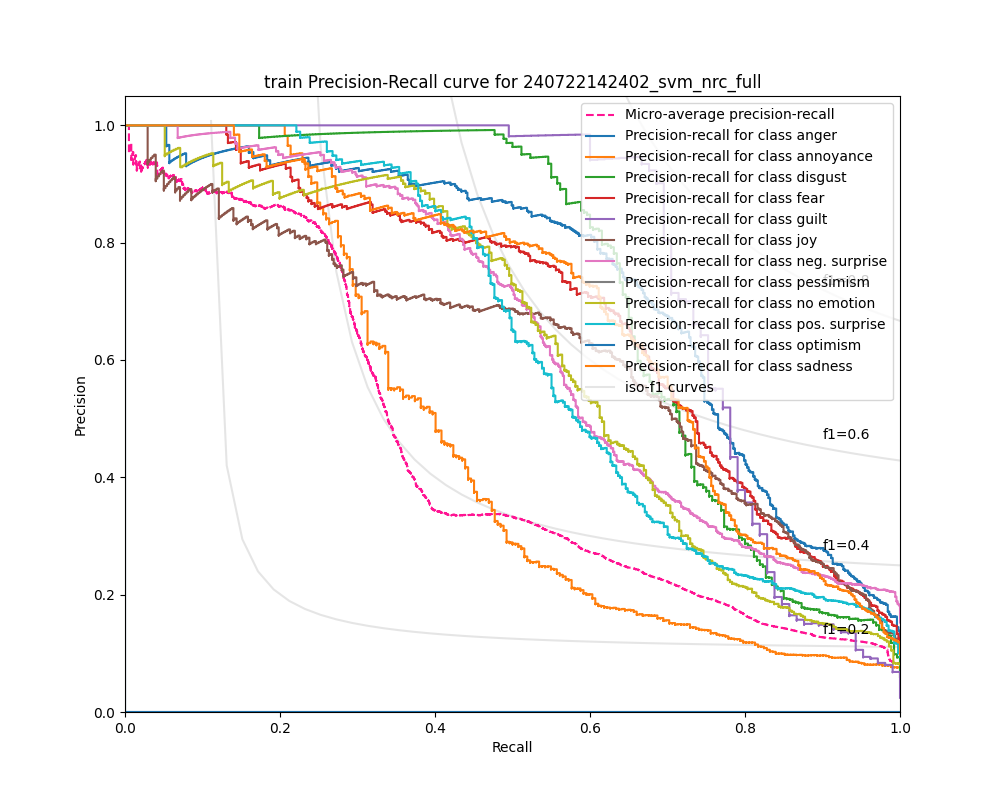 train Precision-Recall curve for 240722142402_svm_nrc_full
Precision
1.0
0.8
0.6
0.4
0.2
0.0
Micro-average precision-recall
Precision-recall for class anger
Precision-recall for class annoyance
Precision-recall for class disgust
Precision-recall for class fear
Precision-recall for class guilt
Precision-recall for class joy
Precision-recall for class neg. surprise
Precision-recall for class pessimism
Precision-recall for class no emotion
Precision-recall for class pos. surprise
Precision-recall for class optimism
Precision-recall for class sadness
iso-f1 curves
f1=0.8
f1=0.6
f1=0.4
f1=0.2
0.0
0.2
0.4
0.6
0.8
1.0
Recall